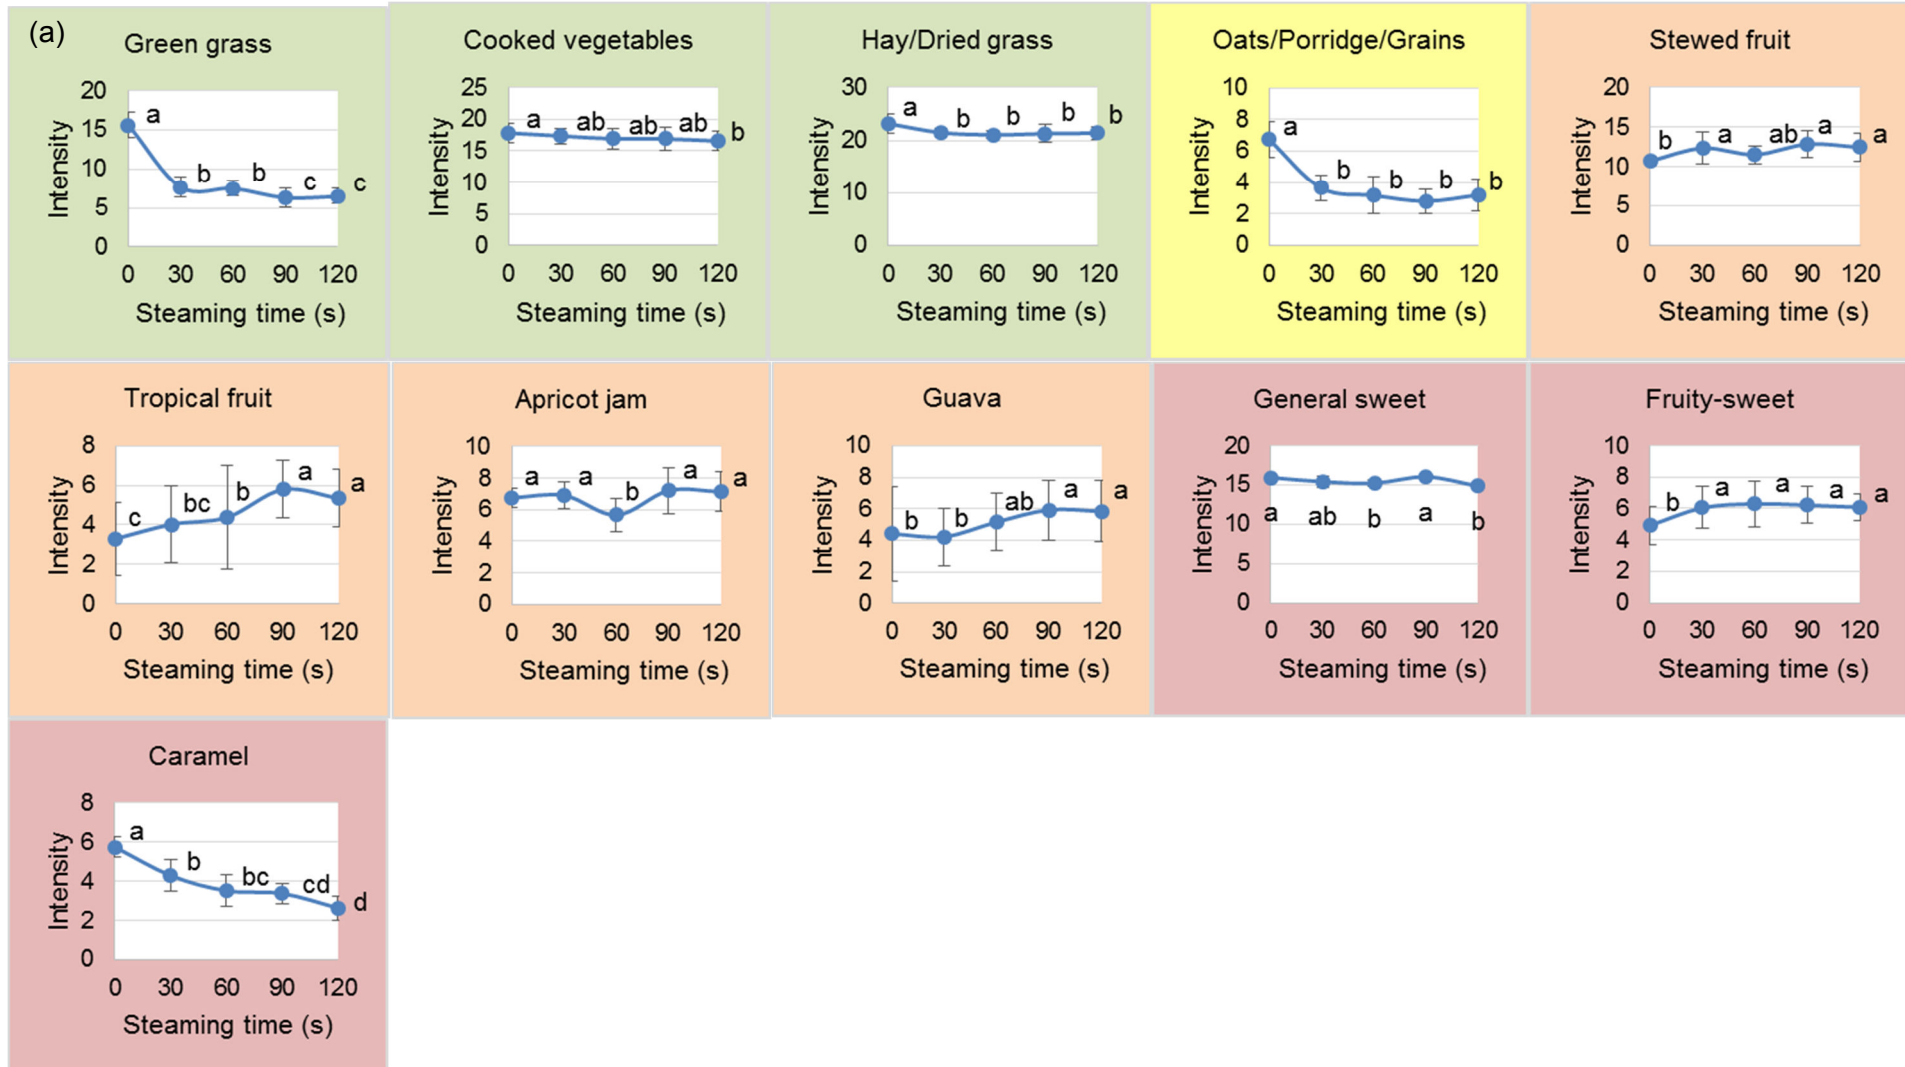 (a)
Green grass
20
15
10
5
0
Intensity
a
b
b
c
c
0 30 60 90 120
Steaming time (s)
Cooked vegetables
25
20
15
10
5
0
Intensity
a
ab
ab
ab
b
0 30 60 90 120
Steaming time (s)
Hay/Dried grass
30
20
10
0
Intensity
a
b
b
b
b
0 30 60 90 120
Steaming time (s)
Oats/Porridge/Grains
10
8
6
4
2
0
Intensity
a
b
b
b
b
0 30 60 90 120
Steaming time (s)
Stewed fruit
20
15
10
5
0
Intensity
b
a
ab
a
a
0 30 60 90 120
Steaming time (s)
Tropical fruit
8
6
4
2
0
Intensity
c
bc
b
a
a
0 30 60 90 120
Steaming time (s)
Apricot jam
10
8
6
4
2
0
Intensity
a
a
b
a
a
0 30 60 90 120
Steaming time (s)
Guava
10
8
6
4
2
0
Intensity
b
b
ab
a
a
0 30 60 90 120
Steaming time (s)
General sweet
20
15
10
5
0
Intensity
a
ab
b
a
b
0 30 60 90 120
Steaming time (s)
Fruity-sweet
10
8
6
4
2
0
Intensity
b
a
a
a
a
0 30 60 90 120
Steaming time (s)
Caramel
8
6
4
2
0
Intensity
a
b
bc
cd
d
0 30 60 90 120
Steaming time (s)